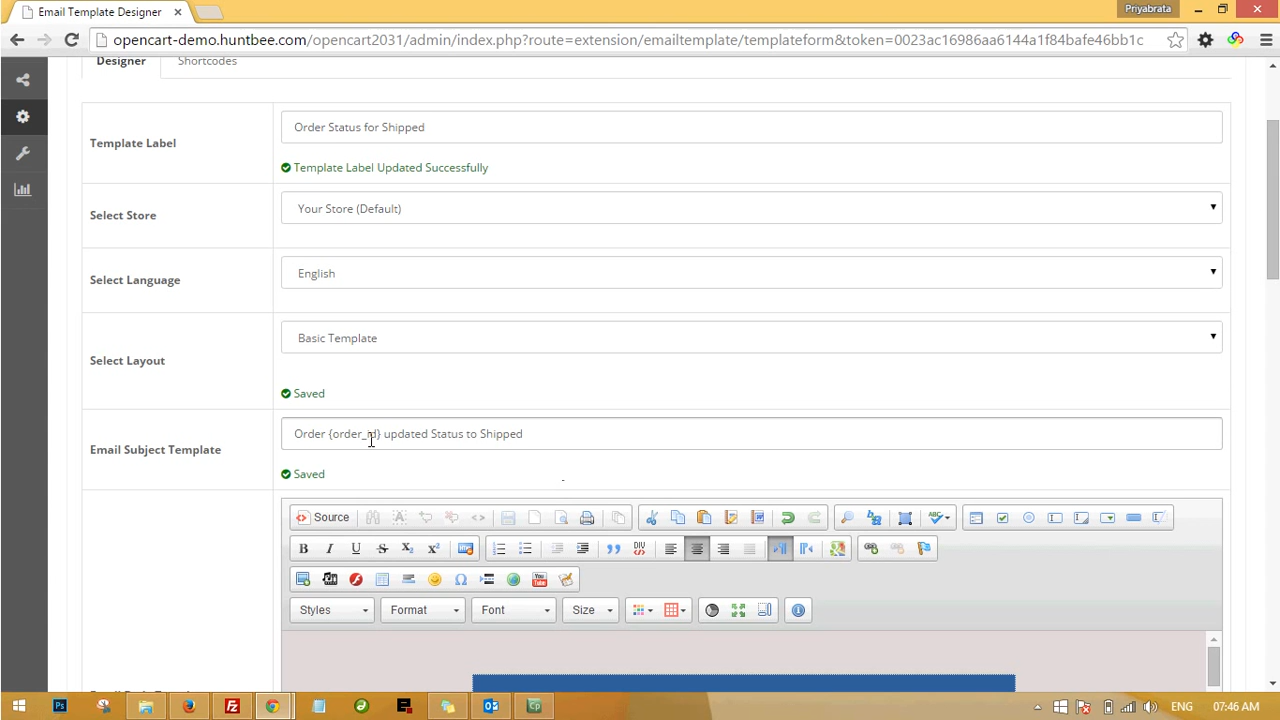 Email Template Designer
Priyabrata
opencart-demo.huntbee.com/opencart2031/admin/index.php?route=extension/emailtemplate/templateform&token=0023ac16986aa6144a1f84bafe46bb1c
Designer
Shortcodes
Template Label
Order Status for Shipped
Template Label Updated Successfully
Select Store
Your Store (Default)
Select Language
English
Select Layout
Basic Template
Saved
Email Subject Template
Order {order_id} updated Status to Shipped
Saved
Source
Styles
Format
Font
Size
ENG
07:46 AM